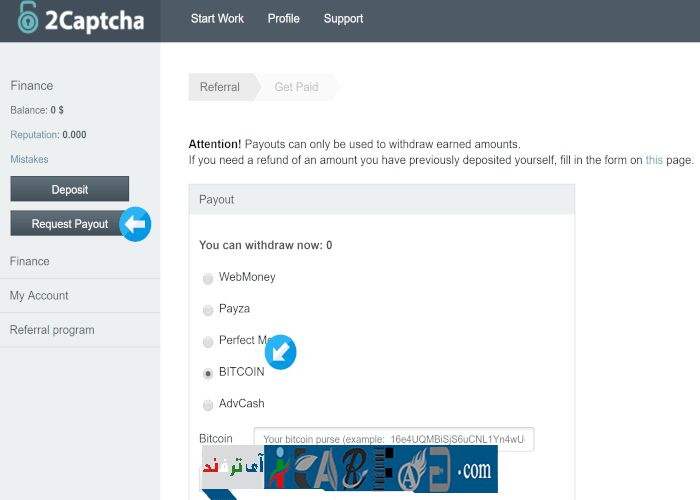 2Captcha
Start Work Profile Support
Finance
Balance: 0 $
Reputation: 0.000
Mistakes
Deposit
Request Payout
Finance
My Account
Referral program
Referral Get Paid
Attention! Payouts can only be used to withdraw earned amounts.
If you need a refund of an amount you have previously deposited yourself, fill in the form on this page.
Payout
You can withdraw now: 0
WebMoney
Payza
Perfect
BITCOIN
AdvCash
Bitcoin Your bitcoin purse (example: 16e4UQMBiSjS6uCNL1Yn4wU
آی ترفند
.com